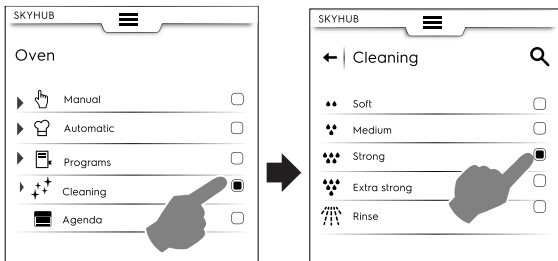 SKYHUB
Oven
Manual
Automatic
Programs
Cleaning
Agenda
SKYHUB
Cleaning
Soft
Medium
Strong
Extra strong
Rinse